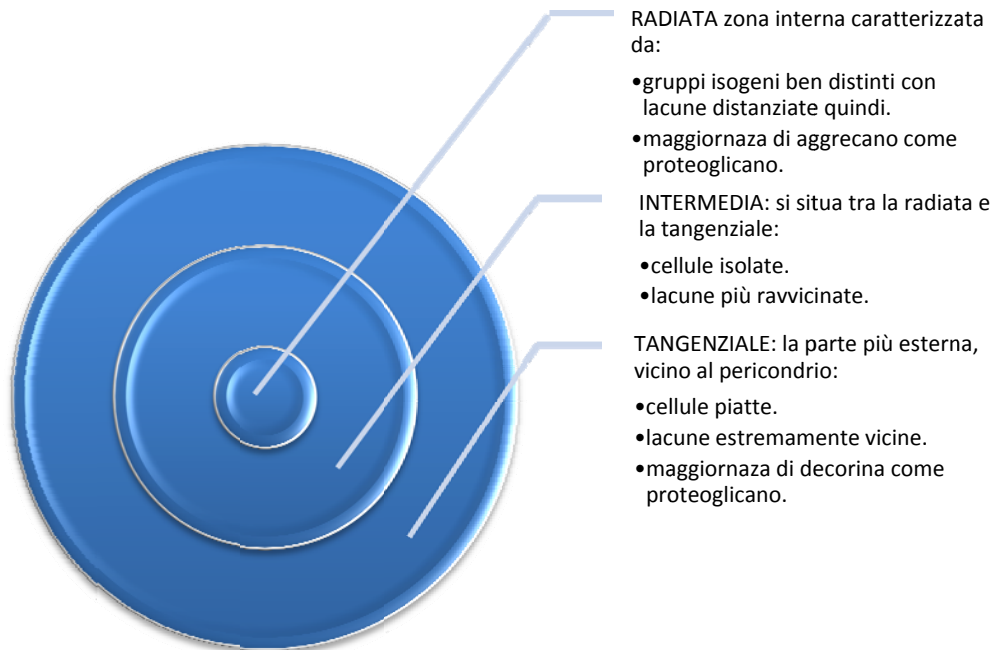 RADIATA zona interna caratterizzata
da:
•gruppi isogeni ben distinti con
lacune distanziate quindi.
•maggiornaza di aggrecano come
proteoglicano.
INTERMEDIA: si situa tra la radiata e
la tangenziale:
•cellule isolate.
•lacune più ravvicinate.
TANGENZIALE: la parte più esterna,
vicino al pericondrio:
•cellule piatte.
•lacune estremamente vicine.
•maggiornaza di decorina come
proteoglicano.